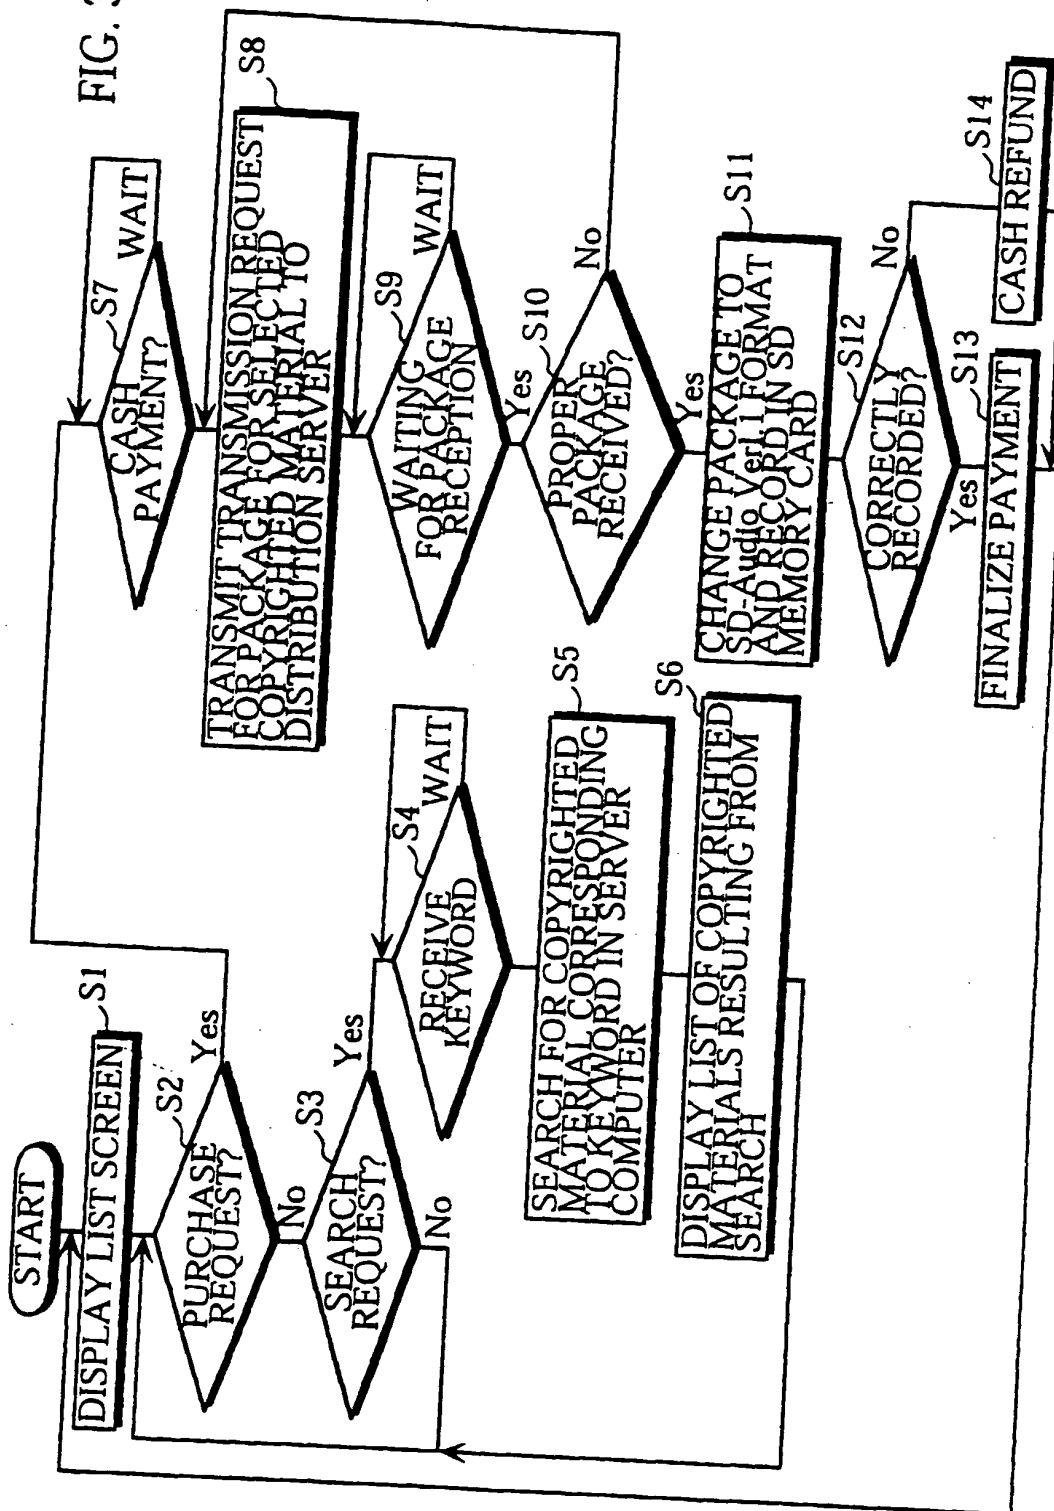 FIG. 3
START
DISPLAY LIST SCREEN
S1
PURCHASE
REQUEST?
S2
Yes
No
SEARCH
REQUEST?
S3
Yes
No
RECEIVE
KEYWORD
S4
WAIT
SEARCH FOR COPYRIGHTED
MATERIAL CORRESPONDING
TO KEYWORD IN SERVER
COMPUTER
S5
DISPLAY LIST OF COPYRIGHTED
MATERIALS RESULTING FROM
SEARCH
S6
CASH
PAYMENT?
S7
WAIT
TRANSMIT TRANSMISSION REQUEST
FOR PACKAGE FOR SELECTED
COPYRIGHTED MATERIAL TO
DISTRIBUTION SERVER
S8
WAITING
FOR PACKAGE
RECEPTION
S9
WAIT
Yes
PROPER
PACKAGE
RECEIVED?
S10
No
Yes
CHANGE PACKAGE TO
SD-Audio Ver1.1 FORMAT
AND RECORD IN SD
MEMORY CARD
S11
CORRECTLY
RECORDED?
S12
No
Yes
FINALIZE PAYMENT
S13
CASH REFUND
S14